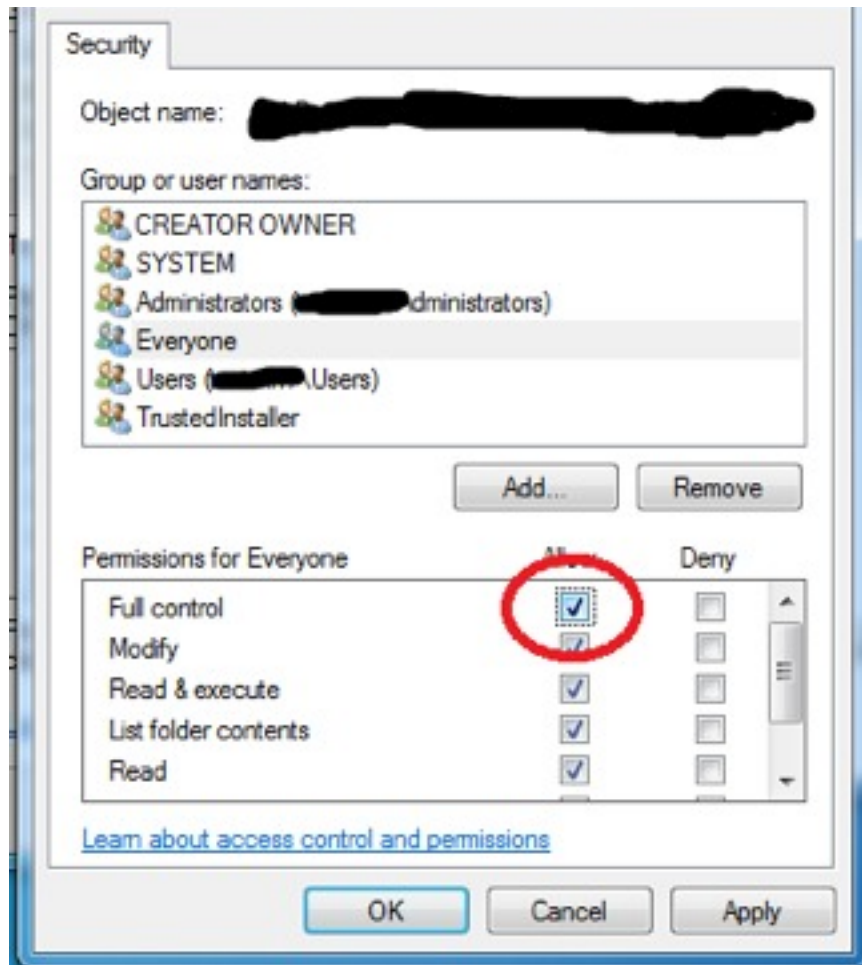 Security
Object name:
Group or user names:
CREATOR OWNER
SYSTEM
Administrators ( dministrators)
Everyone
Users ( \Users)
TrustedInstaller
Add... Remove
Permissions for Everyone Allow Deny
Full control
Modify
Read & execute
List folder contents
Read
Learn about access control and permissions
OK Cancel Apply